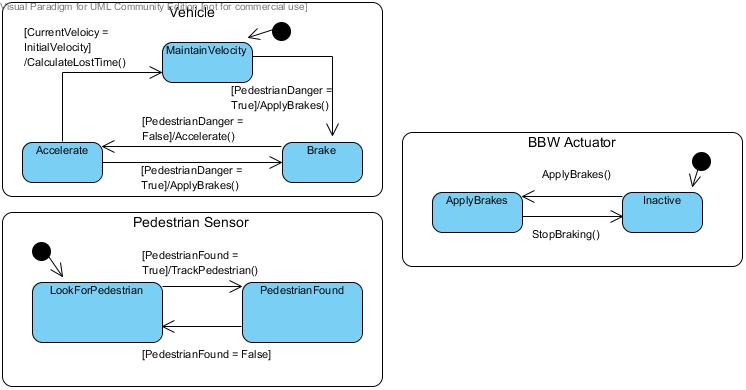 Visual Paradigm for UML Community Edition [not for commercial use]
Vehicle
[CurrentVeloicy =
InitialVelocity]
/CalculateLostTime()
MaintainVelocity
[PedestrianDanger =
True]/ApplyBrakes()
[PedestrianDanger =
False]/Accelerate()
Accelerate
Brake
[PedestrianDanger =
True]/ApplyBrakes()
BBW Actuator
ApplyBrakes()
ApplyBrakes
Inactive
StopBraking()
Pedestrian Sensor
[PedestrianFound =
True]/TrackPedestrian()
LookForPedestrian
PedestrianFound
[PedestrianFound = False]